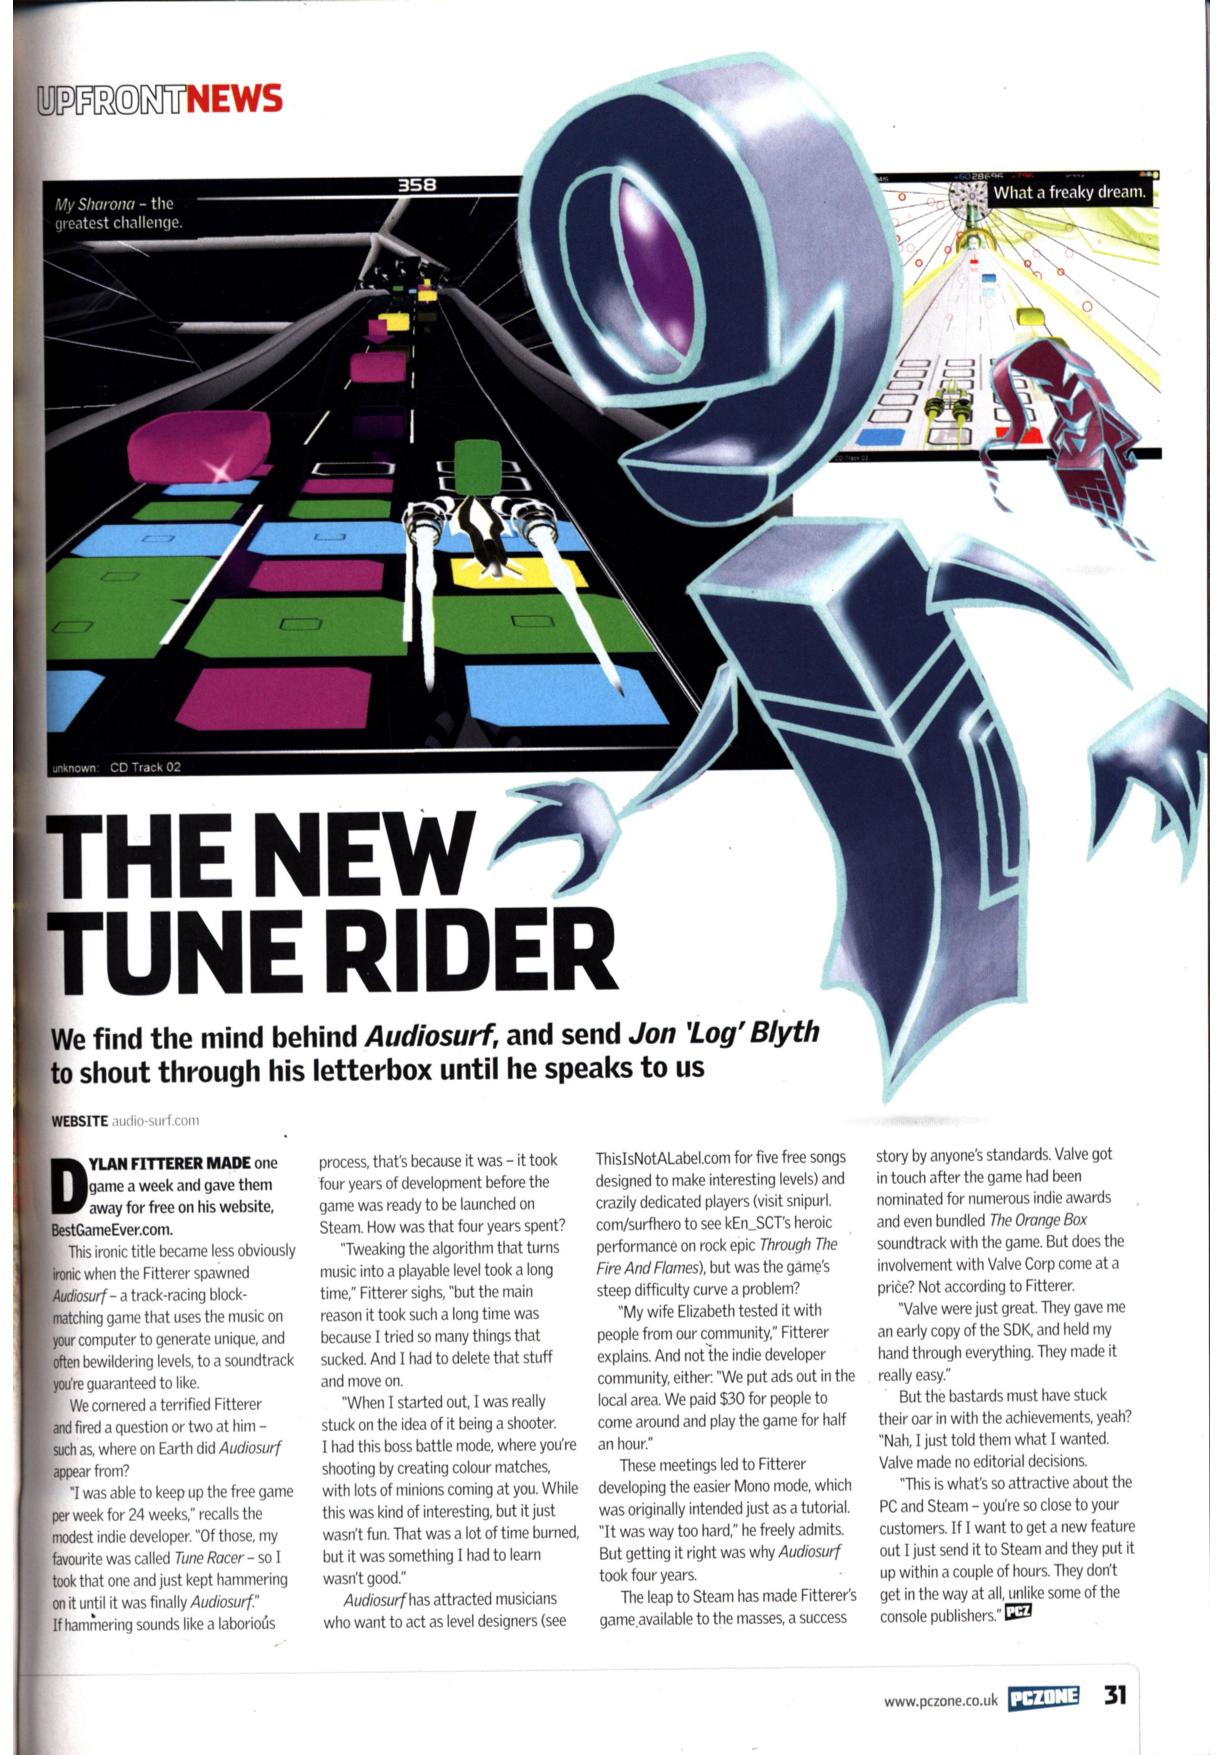 UPFRONTNEWS
358
My Sharona – the
greatest challenge.
What a freaky dream.
unknown: CD Track 02
THE NEW
TUNE RIDER
We find the mind behind Audiosurf, and send Jon 'Log' Blyth
to shout through his letterbox until he speaks to us
WEBSITE audio-surf.com
DYLAN FITTERER MADE one
game a week and gave them
away for free on his website,
BestGameEver.com.
This ironic title became less obviously
ironic when the Fitterer spawned
Audiosurf – a track-racing block-
matching game that uses the music on
your computer to generate unique, and
often bewildering levels, to a soundtrack
you're guaranteed to like.
We cornered a terrified Fitterer
and fired a question or two at him –
such as, where on Earth did Audiosurf
appear from?
"I was able to keep up the free game
per week for 24 weeks," recalls the
modest indie developer. "Of those, my
favourite was called Tune Racer – so I
took that one and just kept hammering
on it until it was finally Audiosurf."
If hammering sounds like a laborious
process, that's because it was – it took
four years of development before the
game was ready to be launched on
Steam. How was that four years spent?
"Tweaking the algorithm that turns
music into a playable level took a long
time," Fitterer sighs, "but the main
reason it took such a long time was
because I tried so many things that
sucked. And I had to delete that stuff
and move on.
"When I started out, I was really
stuck on the idea of it being a shooter.
I had this boss battle mode, where you're
shooting by creating colour matches,
with lots of minions coming at you. While
this was kind of interesting, but it just
wasn't fun. That was a lot of time burned,
but it was something I had to learn
wasn't good."
Audiosurf has attracted musicians
who want to act as level designers (see
ThisIsNotALabel.com for five free songs
designed to make interesting levels) and
crazily dedicated players (visit snipurl.
com/surfhero to see kEn_SCT's heroic
performance on rock epic Through The
Fire And Flames), but was the game's
steep difficulty curve a problem?
"My wife Elizabeth tested it with
people from our community," Fitterer
explains. And not the indie developer
community, either: "We put ads out in the
local area. We paid $30 for people to
come around and play the game for half
an hour."
These meetings led to Fitterer
developing the easier Mono mode, which
was originally intended just as a tutorial.
"It was way too hard," he freely admits.
But getting it right was why Audiosurf
took four years.
The leap to Steam has made Fitterer's
game available to the masses, a success
story by anyone's standards. Valve got
in touch after the game had been
nominated for numerous indie awards
and even bundled The Orange Box
soundtrack with the game. But does the
involvement with Valve Corp come at a
price? Not according to Fitterer.
"Valve were just great. They gave me
an early copy of the SDK, and held my
hand through everything. They made it
really easy."
But the bastards must have stuck
their oar in with the achievements, yeah?
"Nah, I just told them what I wanted.
Valve made no editorial decisions.
"This is what's so attractive about the
PC and Steam – you're so close to your
customers. If I want to get a new feature
out I just send it to Steam and they put it
up within a couple of hours. They don't
get in the way at all, unlike some of the
console publishers." PCZ
www.pczone.co.uk PCZONE 31